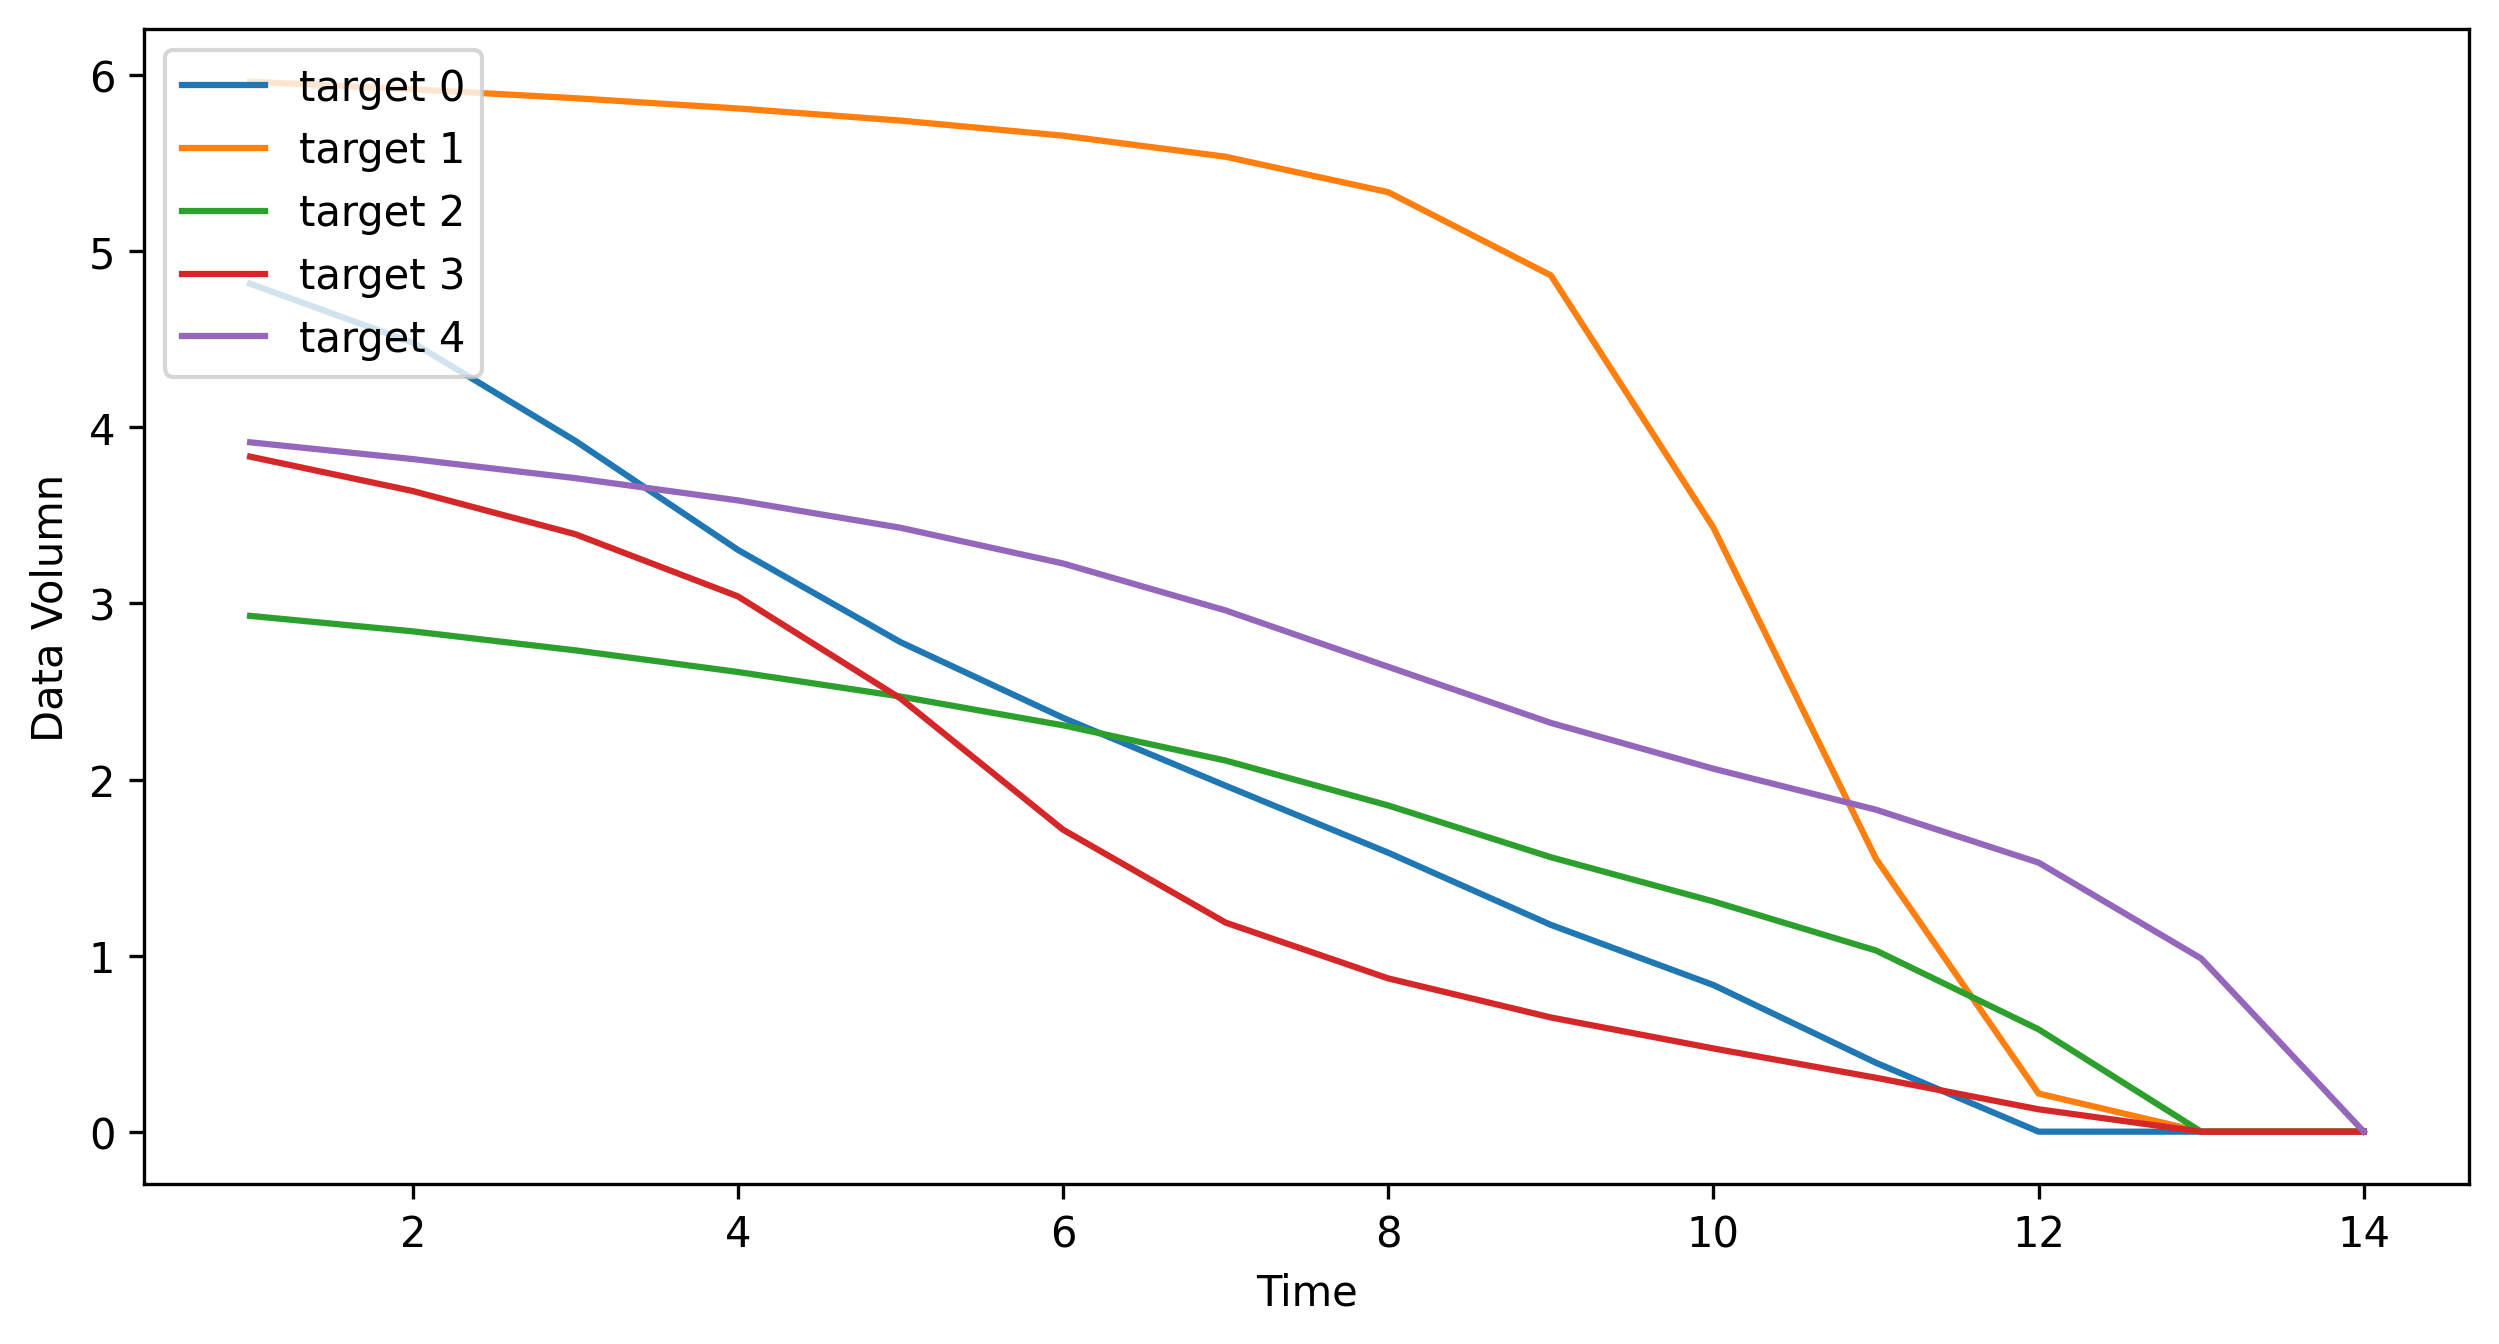 target 0
target 1
target 2
target 3
target 4
6
5
4
3
2
1
0
Data Volumn
2 4 6 8 10 12 14
Time